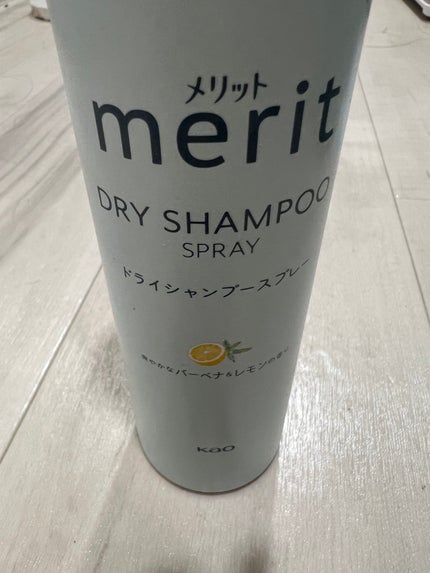 メリット
merit
DRY SHAMPOO
SPRAY
ドライシャンプースプレー
爽やかなバーベナ&レモンの香り
Kao